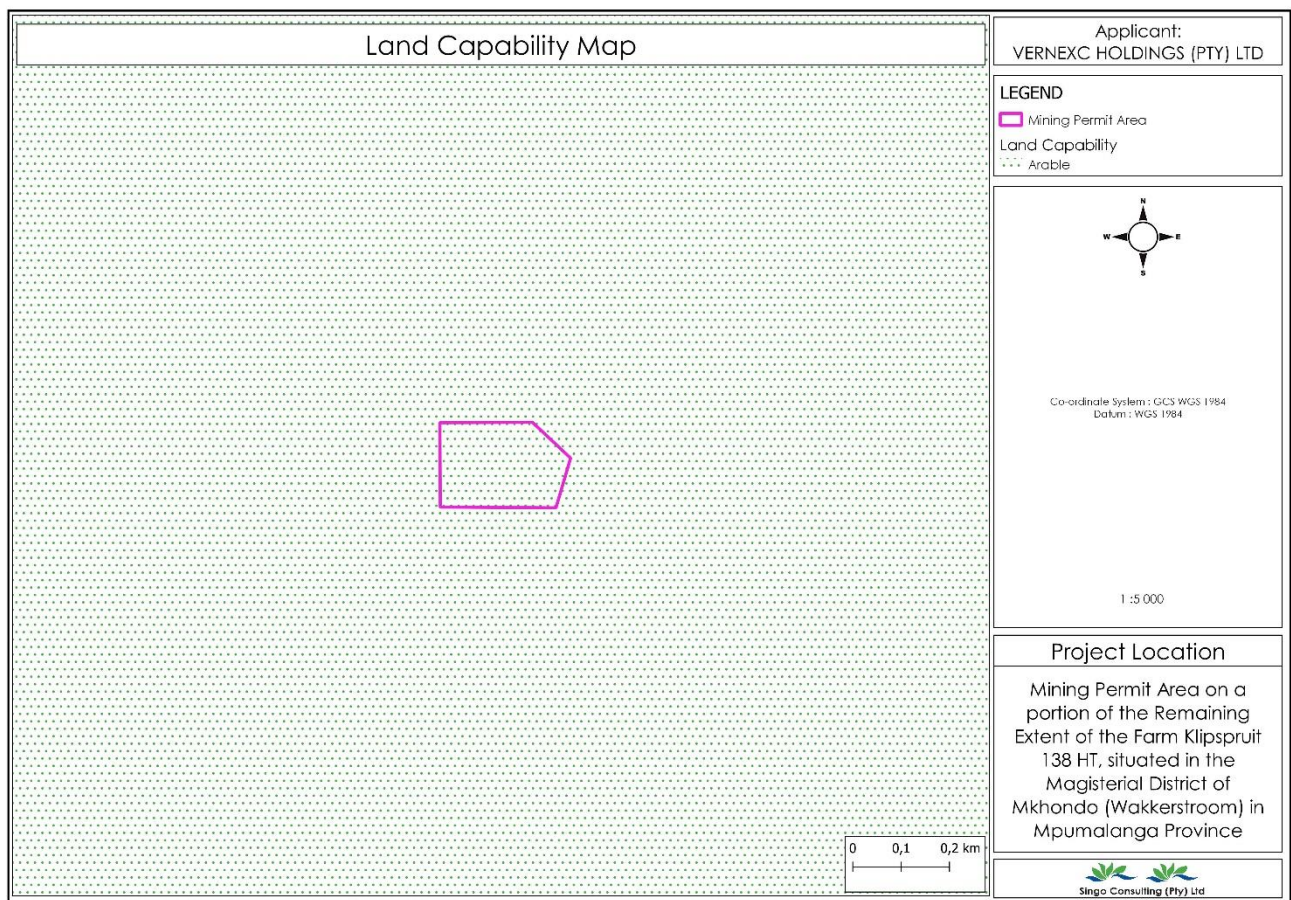 Land Capability Map
Applicant:
VERNEXC HOLDINGS (PTY) LTD
LEGEND
Mining Permit Area
Land Capability
Arable
N
W E
S
Co-ordinate System : GCS WGS 1984
Datum : WGS 1984
1 :5 000
Project Location
Mining Permit Area on a
portion of the Remaining
Extent of the Farm Klipspruit
138 HT, situated in the
Magisterial District of
Mkhondo (Wakkerstroom) in
Mpumalanga Province
0 0,1 0,2 km
Singo Consulting (Pty) Ltd